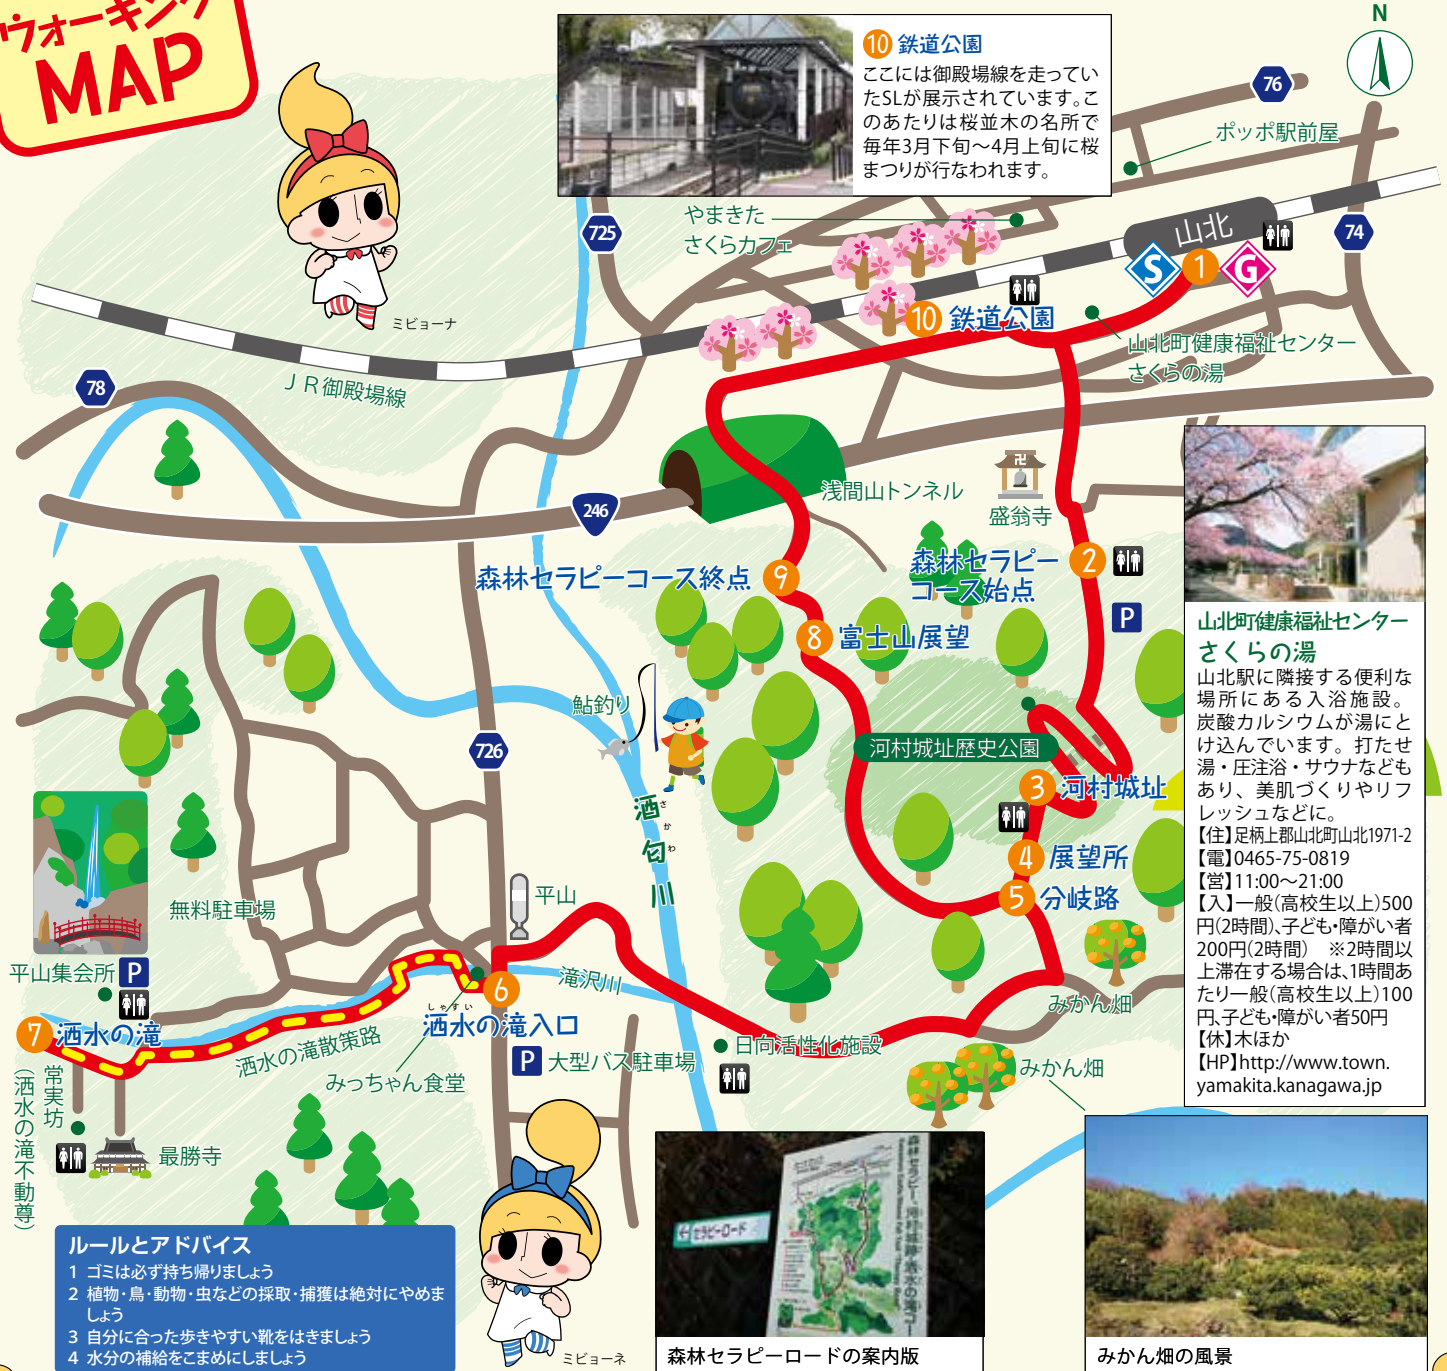 ウォーキング
MAP
N
⑩ 鉄道公園
ここには御殿場線を走ってい
たSLが展示されています。こ
のあたりは桜並木の名所で
毎年3月下旬～4月上旬に桜
まつりが行なわれます。
76
ポッポ駅前屋
やまきた
さくらカフェ
725
山北
74
S 1 G
ミビョーナ
10 鉄道公園
山北町健康福祉センター
さくらの湯
JR御殿場線
78
浅間山トンネル
卍
盛翁寺
246
森林セラピーコース終点 9
森林セラピー
コース始点
2
P
8 富士山展望
山北町健康福祉センター
さくらの湯
山北駅に隣接する便利な
場所にある入浴施設。
炭酸カルシウムが湯にと
け込んでいます。打たせ
湯・圧注浴・サウナなども
あり、美肌づくりやリフ
レッシュなどに。
【住】足柄上郡山北町山北1971-2
【電】0465-75-0819
【営】11:00～21:00
【入】一般(高校生以上)500
円(2時間)、子ども・障がい者
200円(2時間)　※2時間以
上滞在する場合は、1時間あ
たり一般(高校生以上)100
円、子ども・障がい者50円
【休】木ほか
【HP】http://www.town.
yamakita.kanagawa.jp
鮎釣り
726
河村城址歴史公園
3 河村城址
酒匂川
さかわ
4 展望所
5 分岐路
平山
無料駐車場
平山集会所 P
滝沢川
6
しゃすい
洒水の滝入口
みかん畑
7 洒水の滝
洒水の滝散策路
みっちゃん食堂
P 大型バス駐車場
日向活性化施設
みかん畑
常実坊
（洒水の滝不動尊）
最勝寺
ルールとアドバイス
1 ゴミは必ず持ち帰りましょう
2 植物・鳥・動物・虫などの採取・捕獲は絶対にやめま
しょう
3 自分に合った歩きやすい靴をはきましょう
4 水分の補給をこまめにしましょう
ミビョーネ
←セラピーロード
森林セラピーロードの案内版
みかん畑の風景